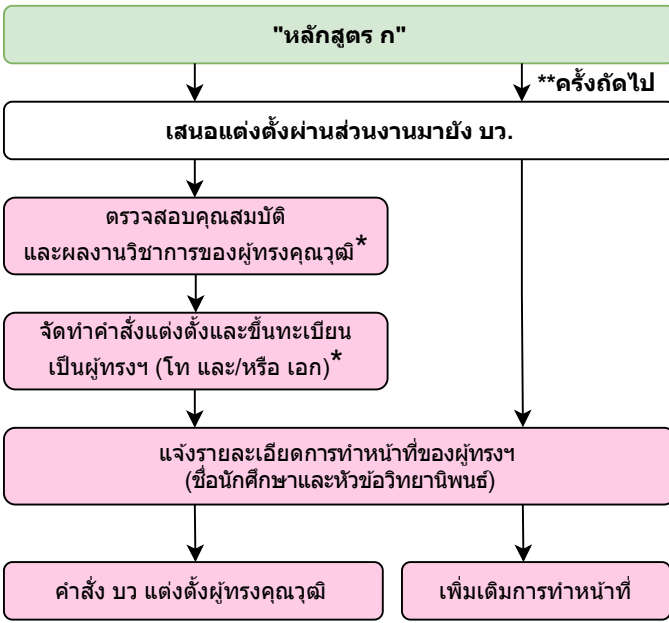 "หลักสูตร ก"
**ครั้งถัดไป
เสนอแต่งตั้งผ่านส่วนงานมายัง บว.
ตรวจสอบคุณสมบัติ
และผลงานวิชาการของผู้ทรงคุณวุฒิ*
จัดทำคำสั่งแต่งตั้งและขึ้นทะเบียน
เป็นผู้ทรงฯ (โท และ/หรือ เอก)*
แจ้งรายละเอียดการทำหน้าที่ของผู้ทรงฯ
(ชื่อนักศึกษาและหัวข้อวิทยานิพนธ์)
คำสั่ง บว แต่งตั้งผู้ทรงคุณวุฒิ
เพิ่มเติมการทำหน้าที่